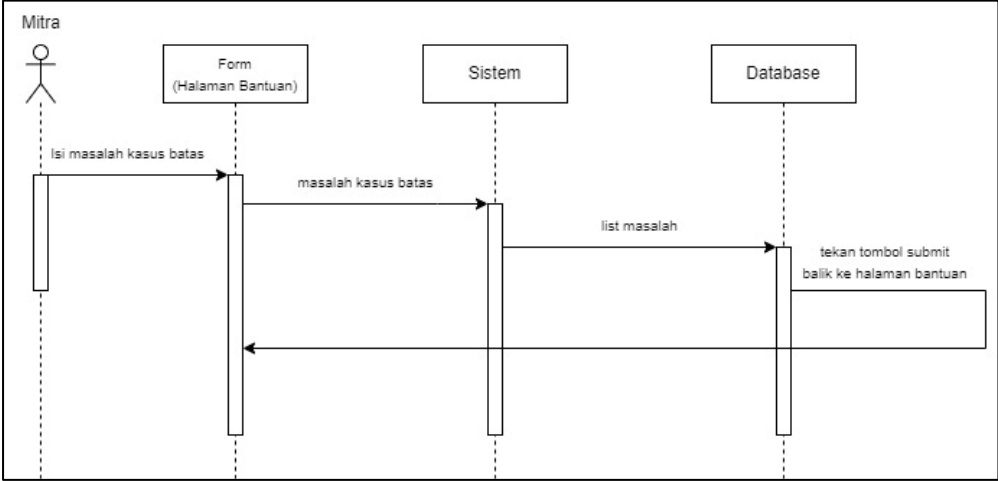 Mitra
Form
(Halaman Bantuan)
Sistem
Database
Isi masalah kasus batas
masalah kasus batas
list masalah
tekan tombol submit
balik ke halaman bantuan